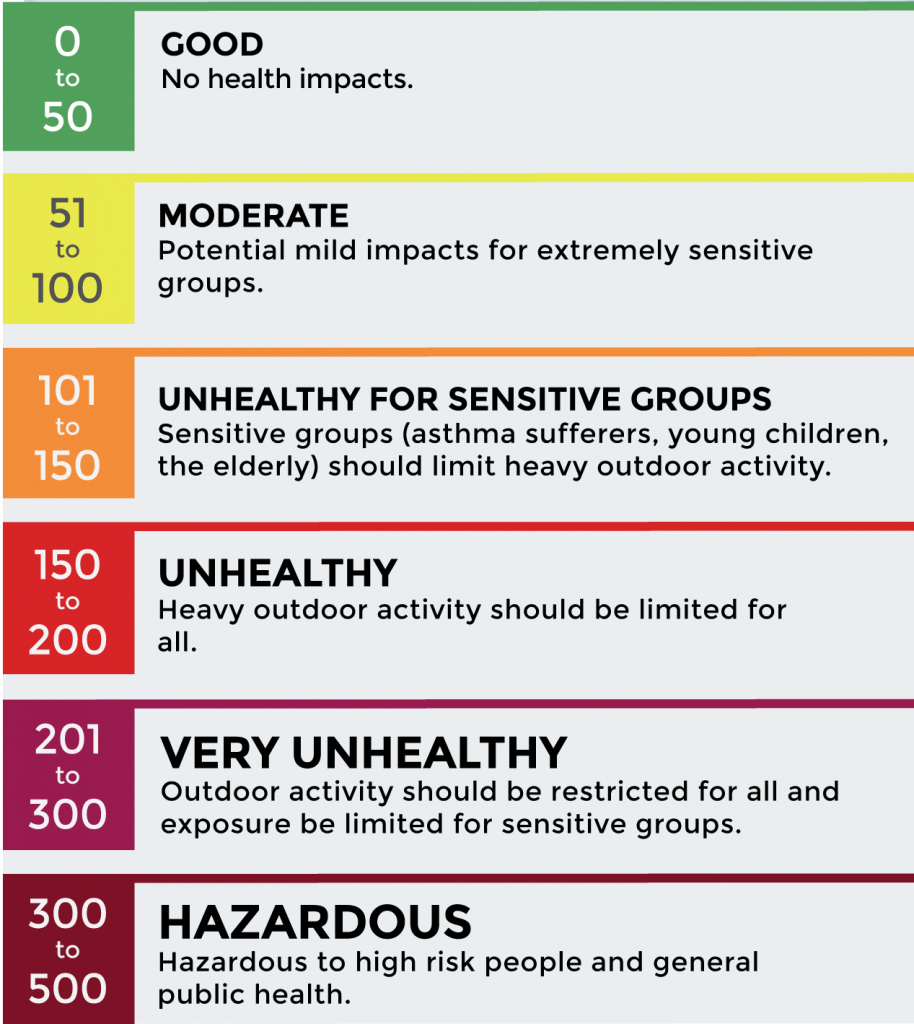 0
to
50
GOOD
No health impacts.
51
to
100
MODERATE
Potential mild impacts for extremely sensitive
groups.
101
to
150
UNHEALTHY FOR SENSITIVE GROUPS
Sensitive groups (asthma sufferers, young children,
the elderly) should limit heavy outdoor activity.
150
to
200
UNHEALTHY
Heavy outdoor activity should be limited for
all.
201
to
300
VERY UNHEALTHY
Outdoor activity should be restricted for all and
exposure be limited for sensitive groups.
300
to
500
HAZARDOUS
Hazardous to high risk people and general
public health.